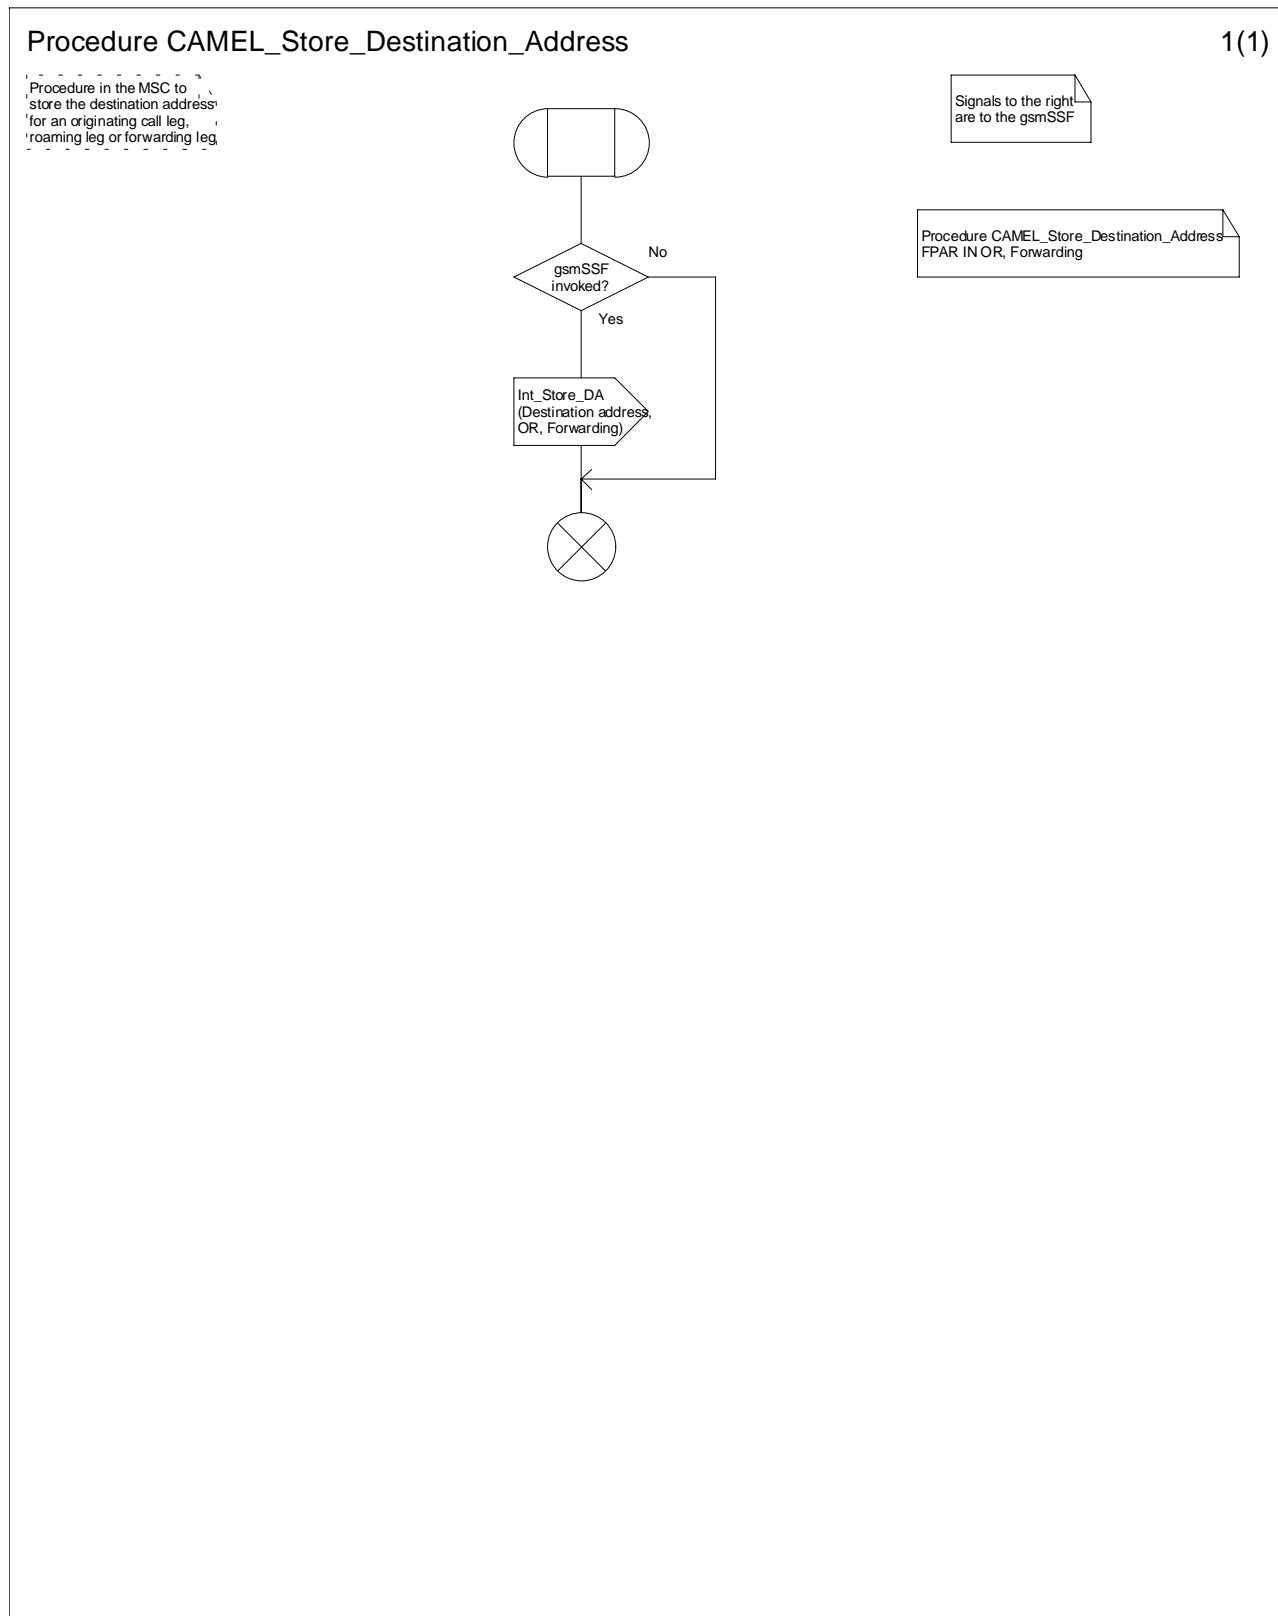 Procedure CAMEL_Store_Destination_Address
1(1)
Procedure in the MSC to
store the destination address
for an originating call leg,
roaming leg or forwarding leg
Signals to the right
are to the gsmSSF
Procedure CAMEL_Store_Destination_Address
FPAR IN OR, Forwarding
No
gsmSSF
invoked?
Yes
Int_Store_DA
(Destination address,
OR, Forwarding)